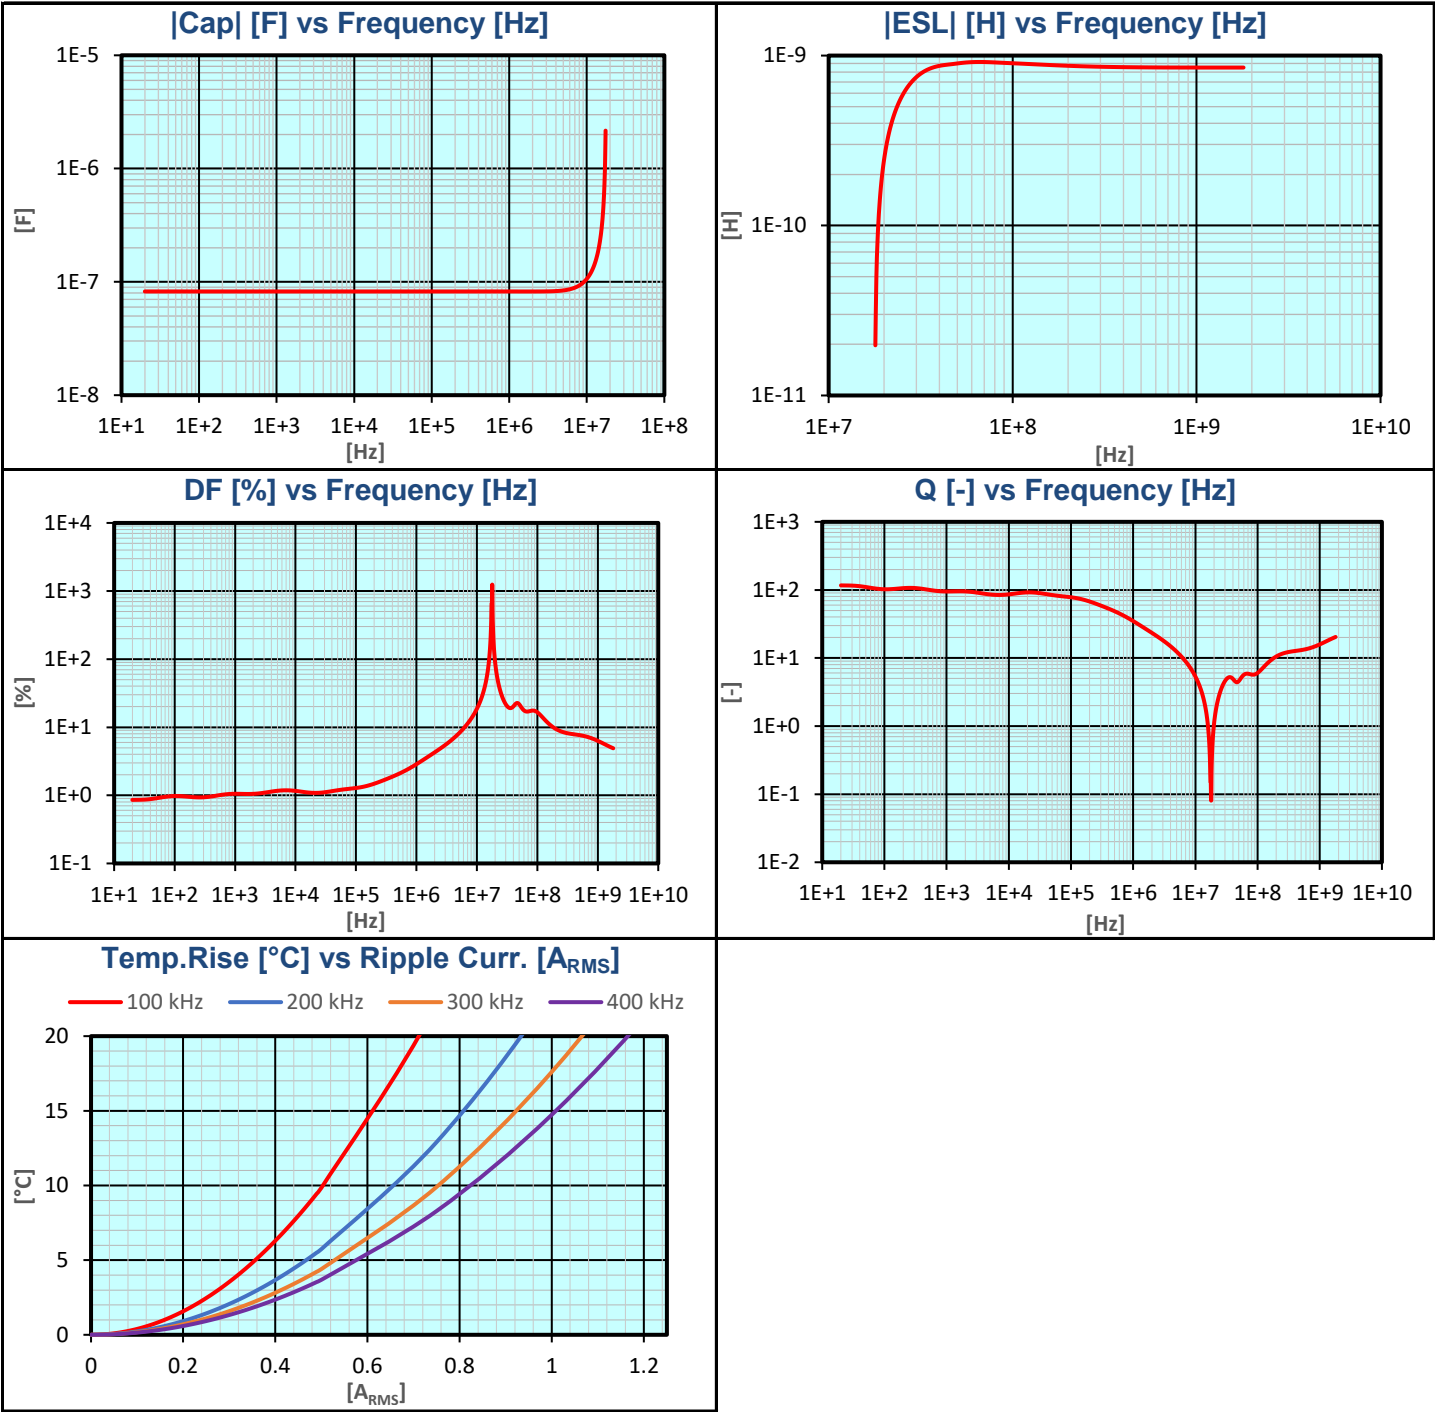 |Cap| [F] vs Frequency [Hz]
1E-5
1E-6
1E-7
1E-8
[F]
1E+1 1E+2 1E+3 1E+4 1E+5 1E+6 1E+7 1E+8
[Hz]
|ESL| [H] vs Frequency [Hz]
1E-9
1E-10
1E-11
[H]
1E+7 1E+8 1E+9 1E+10
[Hz]
DF [%] vs Frequency [Hz]
1E+4
1E+3
1E+2
1E+1
1E+0
1E-1
[%]
1E+1 1E+2 1E+3 1E+4 1E+5 1E+6 1E+7 1E+8 1E+9 1E+10
[Hz]
Q [-] vs Frequency [Hz]
1E+3
1E+2
1E+1
1E+0
1E-1
1E-2
[-]
1E+1 1E+2 1E+3 1E+4 1E+5 1E+6 1E+7 1E+8 1E+9 1E+10
[Hz]
Temp.Rise [°C] vs Ripple Curr. [ARMS]
100 kHz 200 kHz 300 kHz 400 kHz
20
15
10
5
0
[°C]
0 0.2 0.4 0.6 0.8 1 1.2
[ARMS]